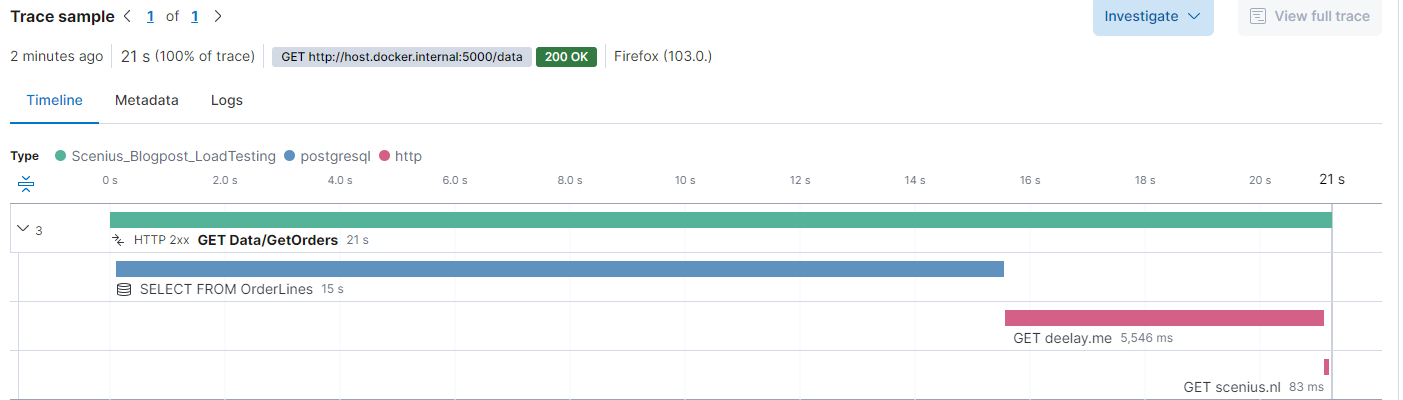 Trace sample 1 of 1 Investigate View full trace
2 minutes ago 21 s (100% of trace) GET http://host.docker.internal:5000/data 200 OK Firefox (103.0.)
Timeline Metadata Logs
Type Scenius_Blogpost_LoadTesting postgresql http
0 s 2.0 s 4.0 s 6.0 s 8.0 s 10 s 12 s 14 s 16 s 18 s 20 s 21 s
3 HTTP 2xx GET Data/GetOrders 21 s
SELECT FROM OrderLines 15 s
GET deelay.me 5,546 ms
GET scenius.nl 83 ms